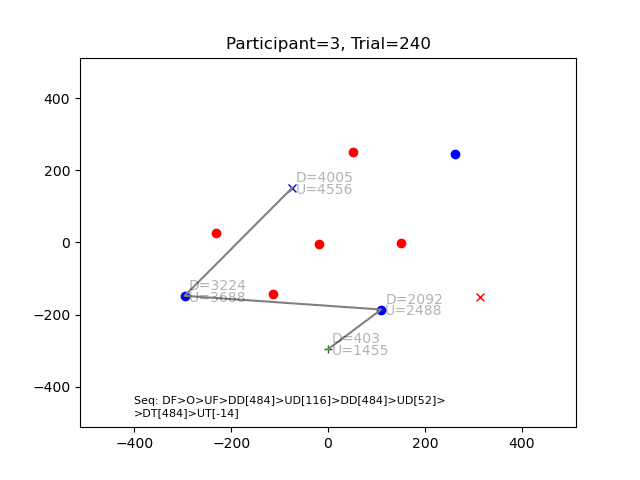 Participant=3, Trial=240
400
200
0
−200
−400
D=4005
U=4556
D=3224
U=3688
D=2092
U=2488
D=403
U=1455
Seq: DF>O>UF>DD[484]>UD[116]>DD[484]>UD[52]>
>DT[484]>UT[-14]
−400 −200 0 200 400